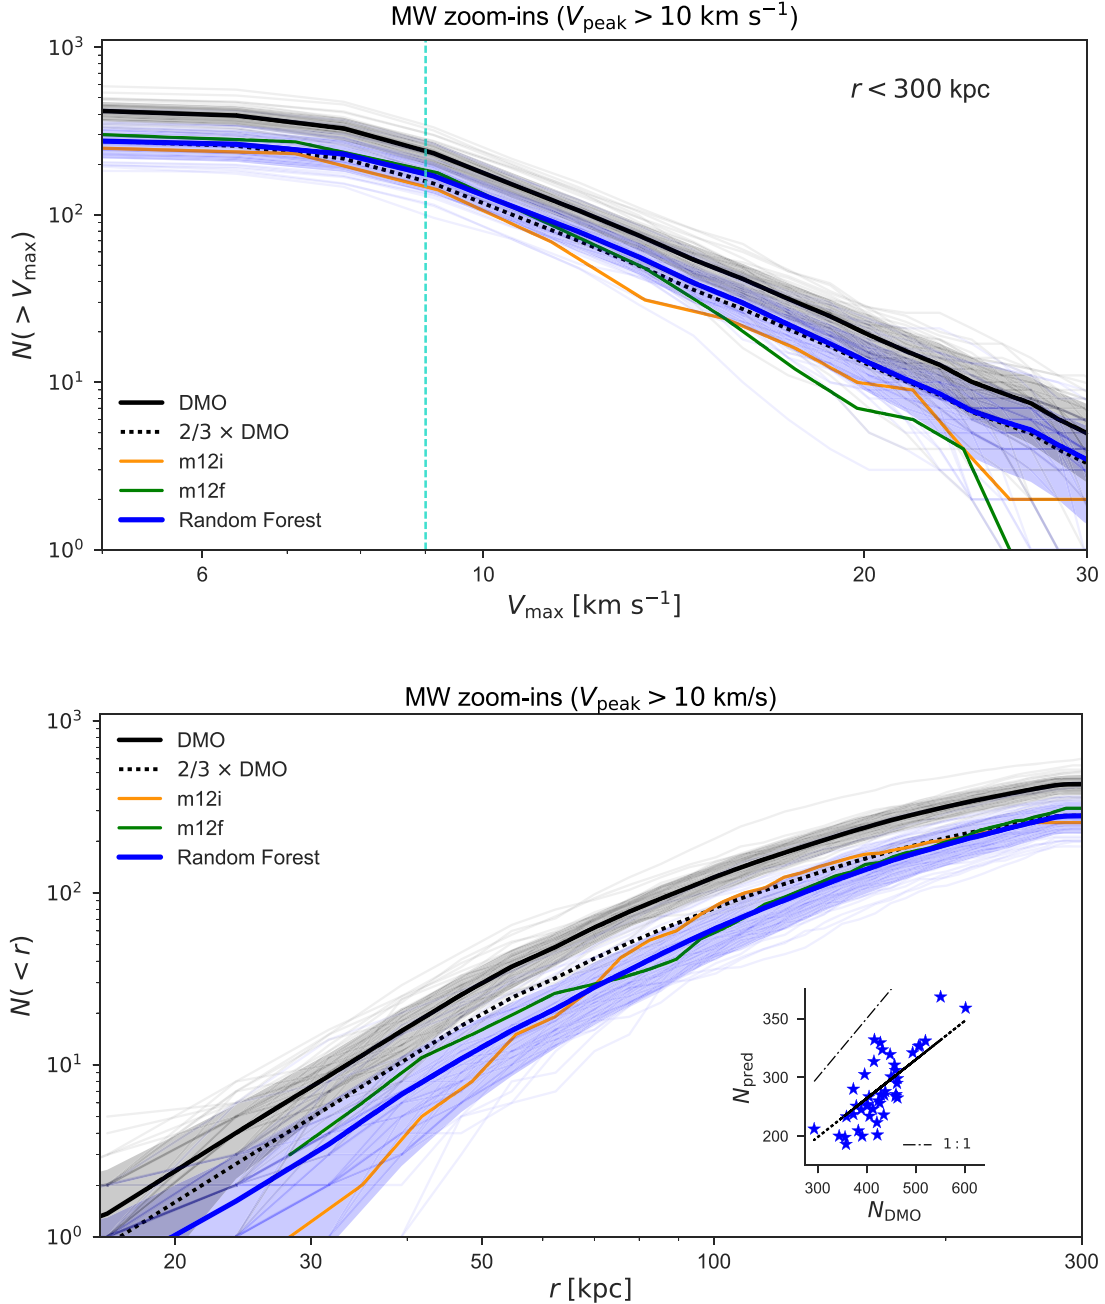 MW zoom-ins (V_peak > 10 km s⁻¹)
r < 300 kpc
10³
10²
10¹
10⁰
N(> V_max)
DMO
2/3 × DMO
m12i
m12f
Random Forest
6
10
20
30
V_max [km s⁻¹]
MW zoom-ins (V_peak > 10 km/s)
10³
10²
10¹
10⁰
N(< r)
DMO
2/3 × DMO
m12i
m12f
Random Forest
350
300
200
N_pred
1 : 1
300
400
500
600
N_DMO
20
30
50
100
300
r [kpc]